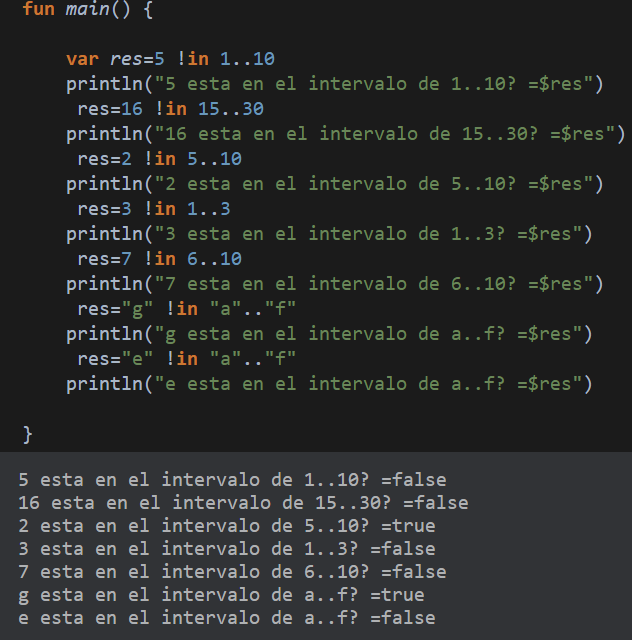 fun main() {
var res=5 !in 1..10
println("5 esta en el intervalo de 1..10? =$res")
res=16 !in 15..30
println("16 esta en el intervalo de 15..30? =$res")
res=2 !in 5..10
println("2 esta en el intervalo de 5..10? =$res")
res=3 !in 1..3
println("3 esta en el intervalo de 1..3? =$res")
res=7 !in 6..10
println("7 esta en el intervalo de 6..10? =$res")
res="g" !in "a".."f"
println("g esta en el intervalo de a..f? =$res")
res="e" !in "a".."f"
println("e esta en el intervalo de a..f? =$res")
}
5 esta en el intervalo de 1..10? =false
16 esta en el intervalo de 15..30? =false
2 esta en el intervalo de 5..10? =true
3 esta en el intervalo de 1..3? =false
7 esta en el intervalo de 6..10? =false
g esta en el intervalo de a..f? =true
e esta en el intervalo de a..f? =false